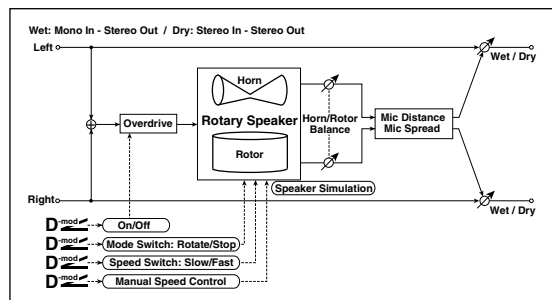 Wet: Mono In - Stereo Out / Dry: Stereo In - Stereo Out
Left
Wet / Dry
Horn
Overdrive
Rotary Speaker
Horn/Rotor
Balance
Mic Distance
Mic Spread
Rotor
Speaker Simulation
Right
Wet / Dry
D-mod
On/Off
D-mod
Mode Switch: Rotate/Stop
D-mod
Speed Switch: Slow/Fast
D-mod
Manual Speed Control